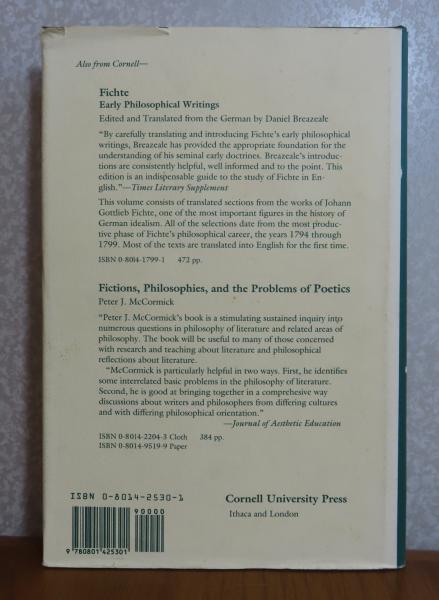 Also from Cornell—
Fichte
Early Philosophical Writings
Edited and Translated from the German by Daniel Breazeale
“By carefully translating and introducing Fichte’s early philosophical
writings, Breazeale has provided the appropriate foundation for the
understanding of his seminal early doctrines. Breazeale’s introduc-
tions are consistently helpful, well informed and to the point. This
edition is an indispensable guide to the study of Fichte in En-
glish.”—Times Literary Supplement
This volume consists of translated sections from the works of Johann
Gottlieb Fichte, one of the most important figures in the history of
German idealism. All of the selections date from the most produc-
tive phase of Fichte’s philosophical career, the years 1794 through
1799. Most of the texts are translated into English for the first time.
ISBN 0-8014-1799-1 472 pp.
Fictions, Philosophies, and the Problems of Poetics
Peter J. McCormick
“Peter J. McCormick’s book is a stimulating sustained inquiry into
numerous questions in philosophy of literature and related areas of
philosophy. The book will be useful to many of those concerned
with research and teaching about literature and philosophical
reflections about literature.
“McCormick is particularly helpful in two ways. First, he identifies
some interrelated basic problems in the philosophy of literature.
Second, he is good at bringing together in a comprehensive way
discussions about writers and philosophers from differing cultures
and with differing philosophical orientation.”
—Journal of Aesthetic Education
ISBN 0-8014-2204-3 Cloth 384 pp.
ISBN 0-8014-9519-9 Paper
ISBN 0-8014-2530-1
90000
9 780801 425301
Cornell University Press
Ithaca and London